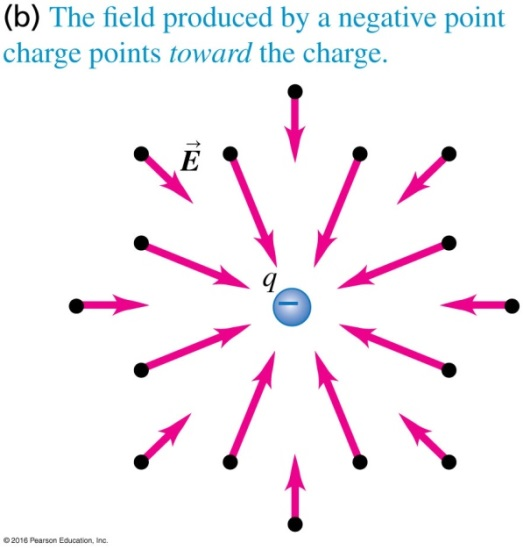 (b) The field produced by a negative point
charge points toward the charge.
E
q
−
© 2016 Pearson Education, Inc.